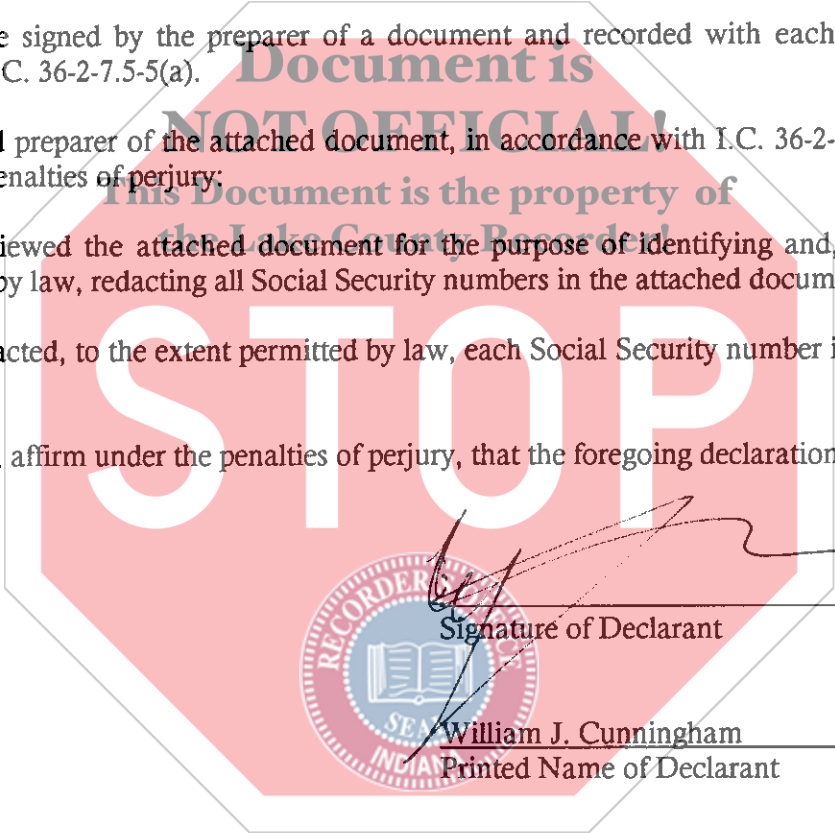 e signed by the preparer of a document and recorded with each
C. 36-2-7.5-5(a).
Document is
NOT OFFICIAL!
preparer of the attached document, in accordance with I.C. 36-2-
enalties of perjury:
This Document is the property of
the Lake County Recorder!
iewed the attached document for the purpose of identifying and,
by law, redacting all Social Security numbers in the attached docum
STOP
acted, to the extent permitted by law, each Social Security number i
affirm under the penalties of perjury, that the foregoing declaration
RECORDER'S OFFICE
SEAL
INDIANA
Signature of Declarant
William J. Cunningham
Printed Name of Declarant